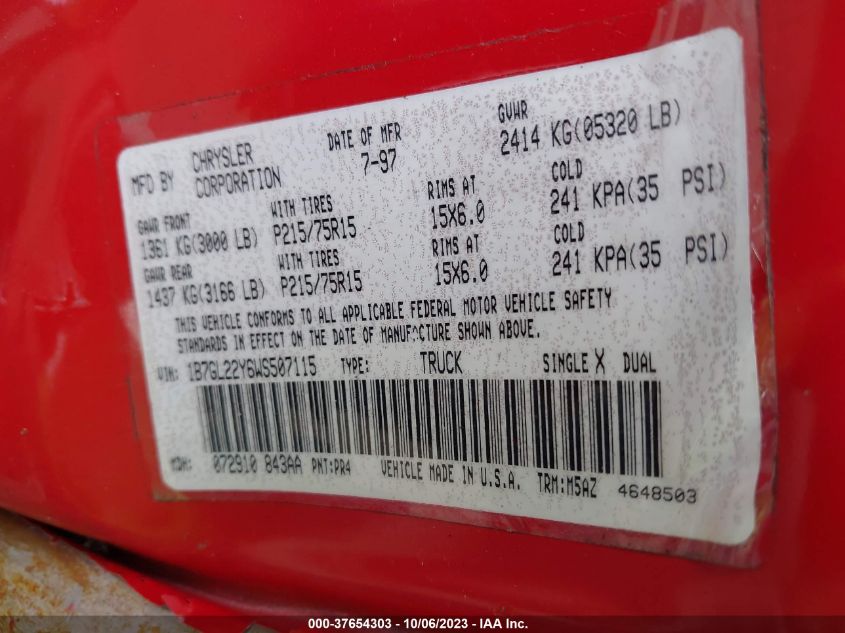 MFD BY CHRYSLER CORPORATION DATE OF MFR 7-97 GVWR 2414 KG(05320 LB)
GAWR FRONT WITH TIRES RIMS AT COLD
1361 KG(3000 LB) P215/75R15 15X6.0 241 KPA(35 PSI)
GAWR REAR WITH TIRES RIMS AT COLD
1437 KG(3166 LB) P215/75R15 15X6.0 241 KPA(35 PSI)
THIS VEHICLE CONFORMS TO ALL APPLICABLE FEDERAL MOTOR VEHICLE SAFETY
STANDARDS IN EFFECT ON THE DATE OF MANUFACTURE SHOWN ABOVE.
VIN: 1B7GL22Y6WS507115 TYPE: TRUCK SINGLE X DUAL
MDH: 072910 843AA PNT:PR4 VEHICLE MADE IN U.S.A. TRM:M5AZ 4648503
000-37654303 - 10/06/2023 - IAA Inc.